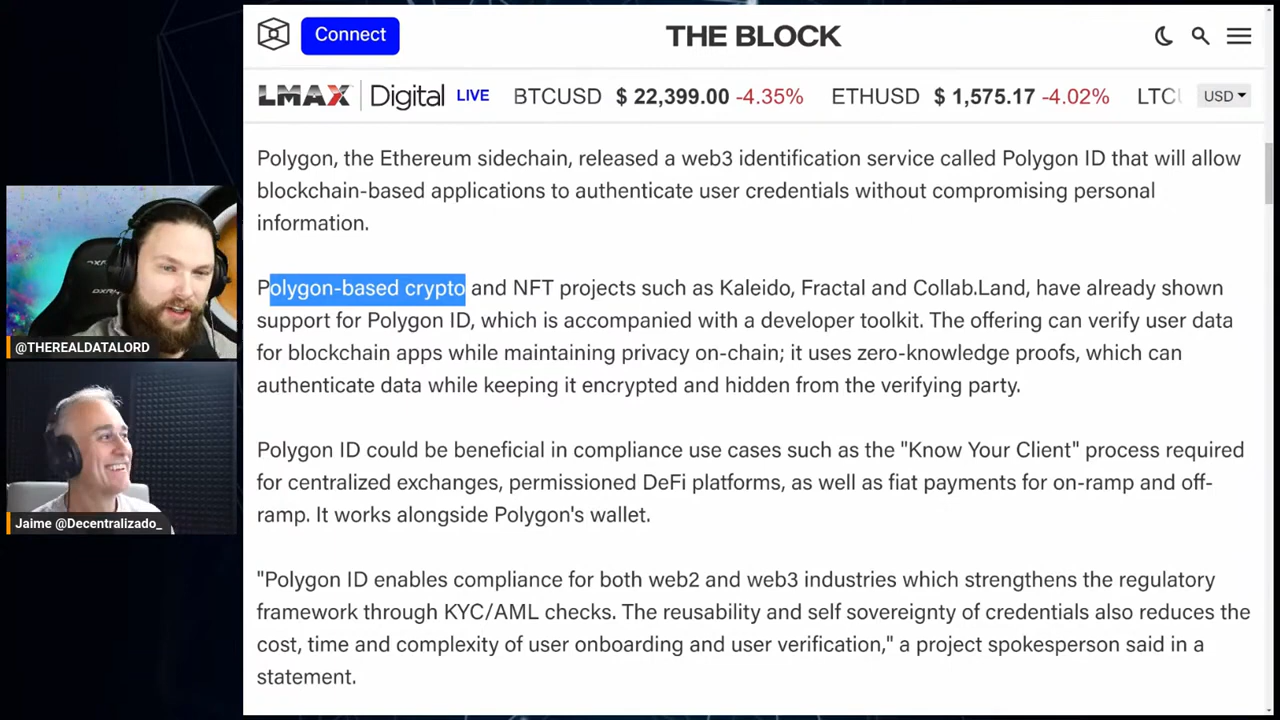 Connect
THE BLOCK
LMAX Digital LIVE BTCUSD $ 22,399.00 -4.35% ETHUSD $ 1,575.17 -4.02% LTC USD
Polygon, the Ethereum sidechain, released a web3 identification service called Polygon ID that will allow
blockchain-based applications to authenticate user credentials without compromising personal
information.
Polygon-based crypto and NFT projects such as Kaleido, Fractal and Collab.Land, have already shown
support for Polygon ID, which is accompanied with a developer toolkit. The offering can verify user data
for blockchain apps while maintaining privacy on-chain; it uses zero-knowledge proofs, which can
authenticate data while keeping it encrypted and hidden from the verifying party.
Polygon ID could be beneficial in compliance use cases such as the "Know Your Client" process required
for centralized exchanges, permissioned DeFi platforms, as well as fiat payments for on-ramp and off-
ramp. It works alongside Polygon's wallet.
"Polygon ID enables compliance for both web2 and web3 industries which strengthens the regulatory
framework through KYC/AML checks. The reusability and self sovereignty of credentials also reduces the
cost, time and complexity of user onboarding and user verification," a project spokesperson said in a
statement.
@THEREALDATALORD
Jaime @Decentralizado_